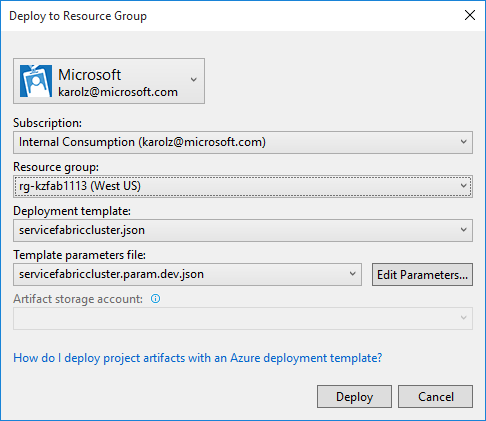 Deploy to Resource Group
Microsoft
karolz@microsoft.com
Subscription:
Internal Consumption (karolz@microsoft.com)
Resource group:
rg-kzfab1113 (West US)
Deployment template:
servicefabriccluster.json
Template parameters file:
servicefabriccluster.param.dev.json
Edit Parameters...
Artifact storage account:
How do I deploy project artifacts with an Azure deployment template?
Deploy
Cancel